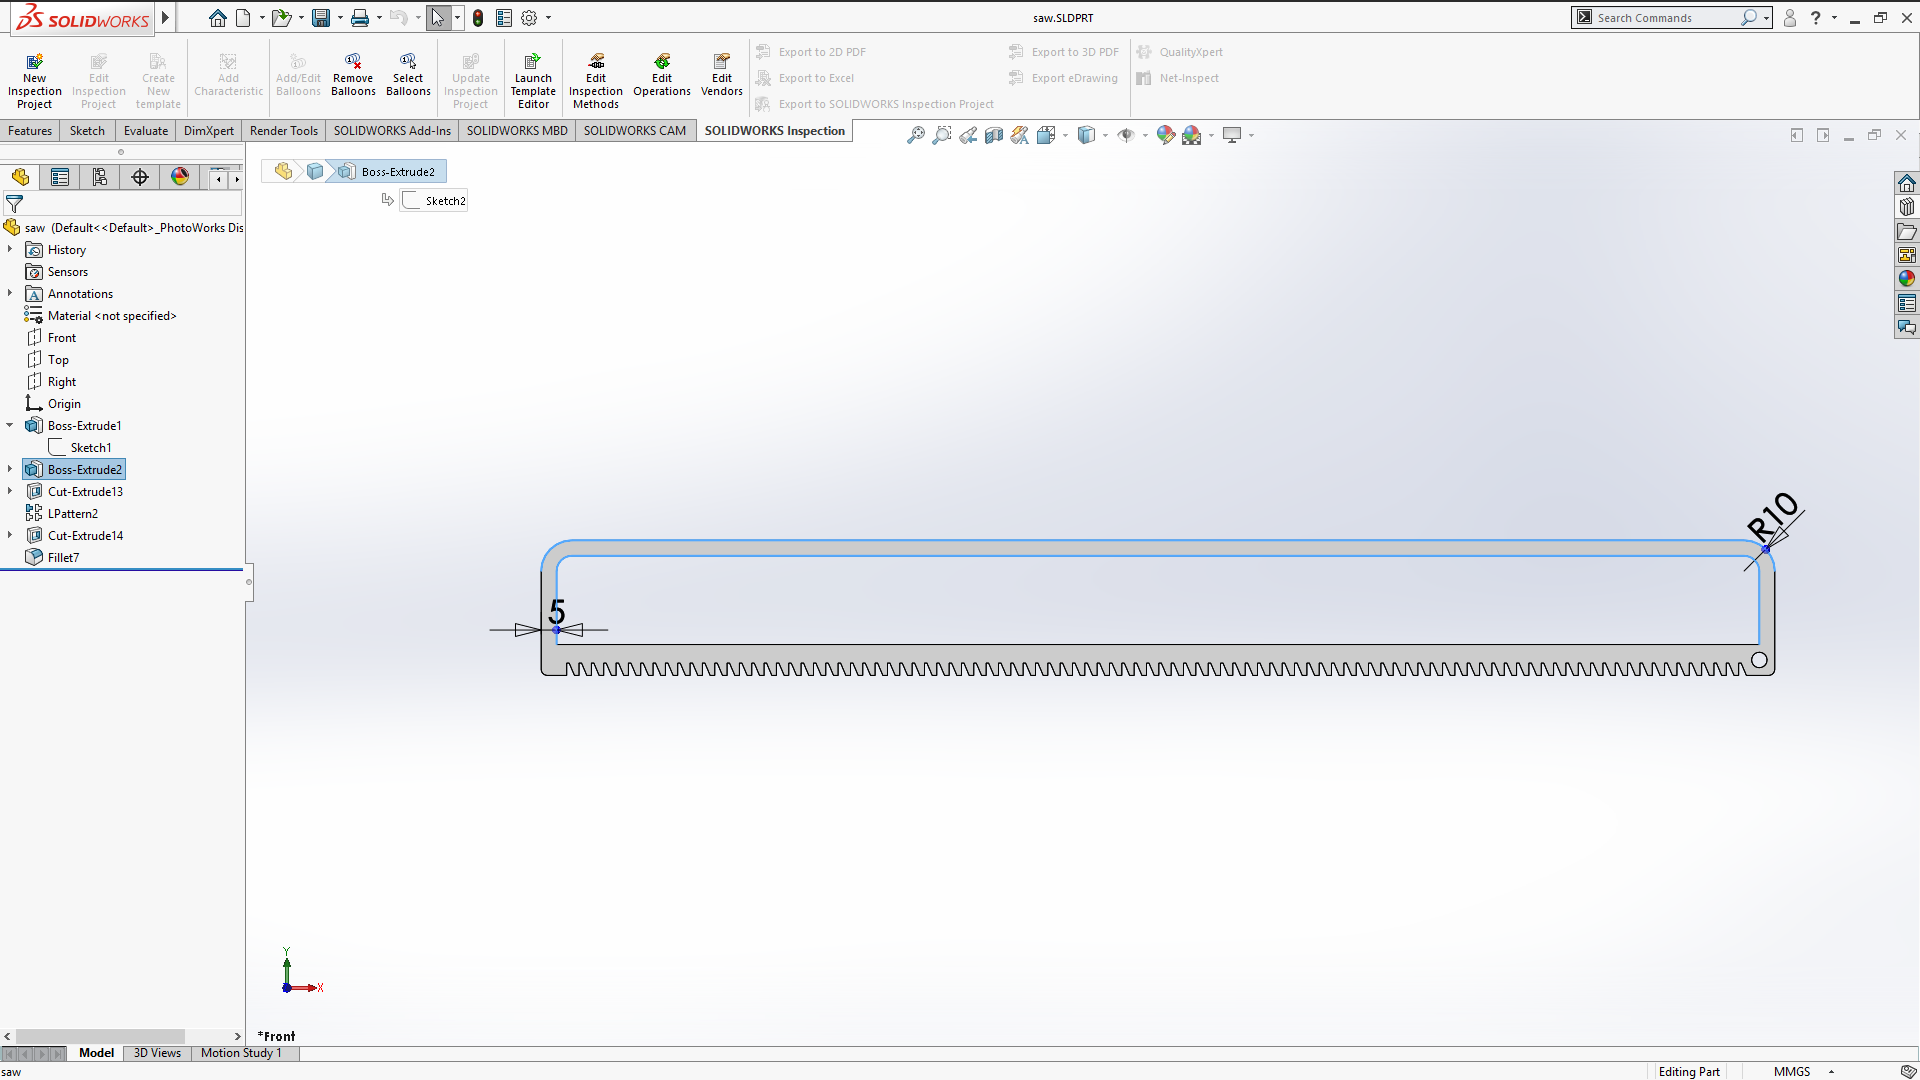 SOLIDWORKS
saw.SLDPRT
Search Commands
?
New Inspection Project
Edit Inspection Project
Create New template
Add Characteristic
Add/Edit Balloons
Remove Balloons
Select Balloons
Update Inspection Project
Launch Template Editor
Edit Inspection Methods
Edit Operations
Edit Vendors
Export to 2D PDF
Export to Excel
Export to SOLIDWORKS Inspection Project
Export to 3D PDF
Export eDrawing
QualityXpert
Net-Inspect
Features
Sketch
Evaluate
DimXpert
Render Tools
SOLIDWORKS Add-Ins
SOLIDWORKS MBD
SOLIDWORKS CAM
SOLIDWORKS Inspection
Boss-Extrude2
Sketch2
saw (Default<<Default>_PhotoWorks Dis
History
Sensors
Annotations
Material <not specified>
Front
Top
Right
Origin
Boss-Extrude1
Sketch1
Boss-Extrude2
Cut-Extrude13
LPattern2
Cut-Extrude14
Fillet7
R10
5
Y
X
*Front
Model
3D Views
Motion Study 1
saw
Editing Part
MMGS